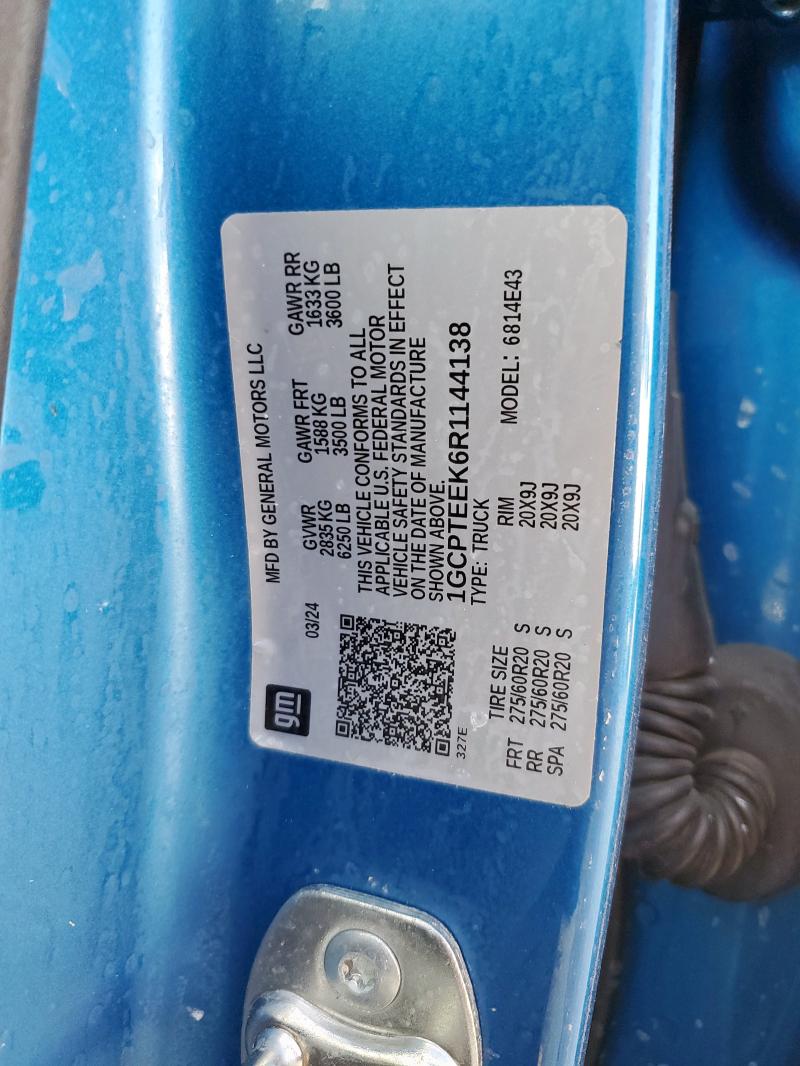 gm
03/24
MFD BY GENERAL MOTORS LLC
GVWR GAWR FRT GAWR RR
2835 KG 1588 KG 1633 KG
6250 LB 3500 LB 3600 LB
THIS VEHICLE CONFORMS TO ALL
APPLICABLE U.S. FEDERAL MOTOR
VEHICLE SAFETY STANDARDS IN EFFECT
ON THE DATE OF MANUFACTURE
SHOWN ABOVE.
1GCPTEEK6R1144138
327E
TYPE: TRUCK
MODEL: 6814E43
TIRE SIZE RIM
FRT 275/60R20 S 20X9J
RR 275/60R20 S 20X9J
SPA 275/60R20 S 20X9J